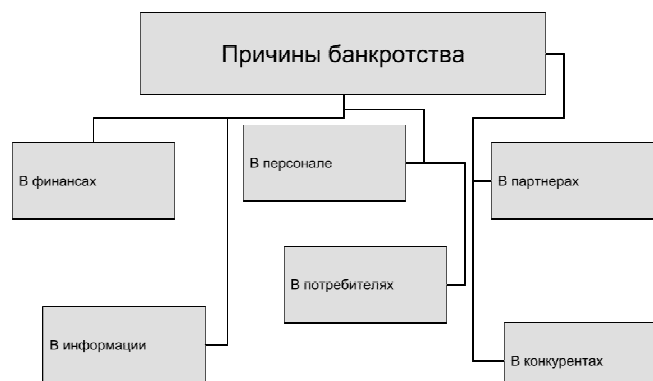 Причины банкротства
В финансах
В персонале
В партнерах
В потребителях
В информации
В конкурентах